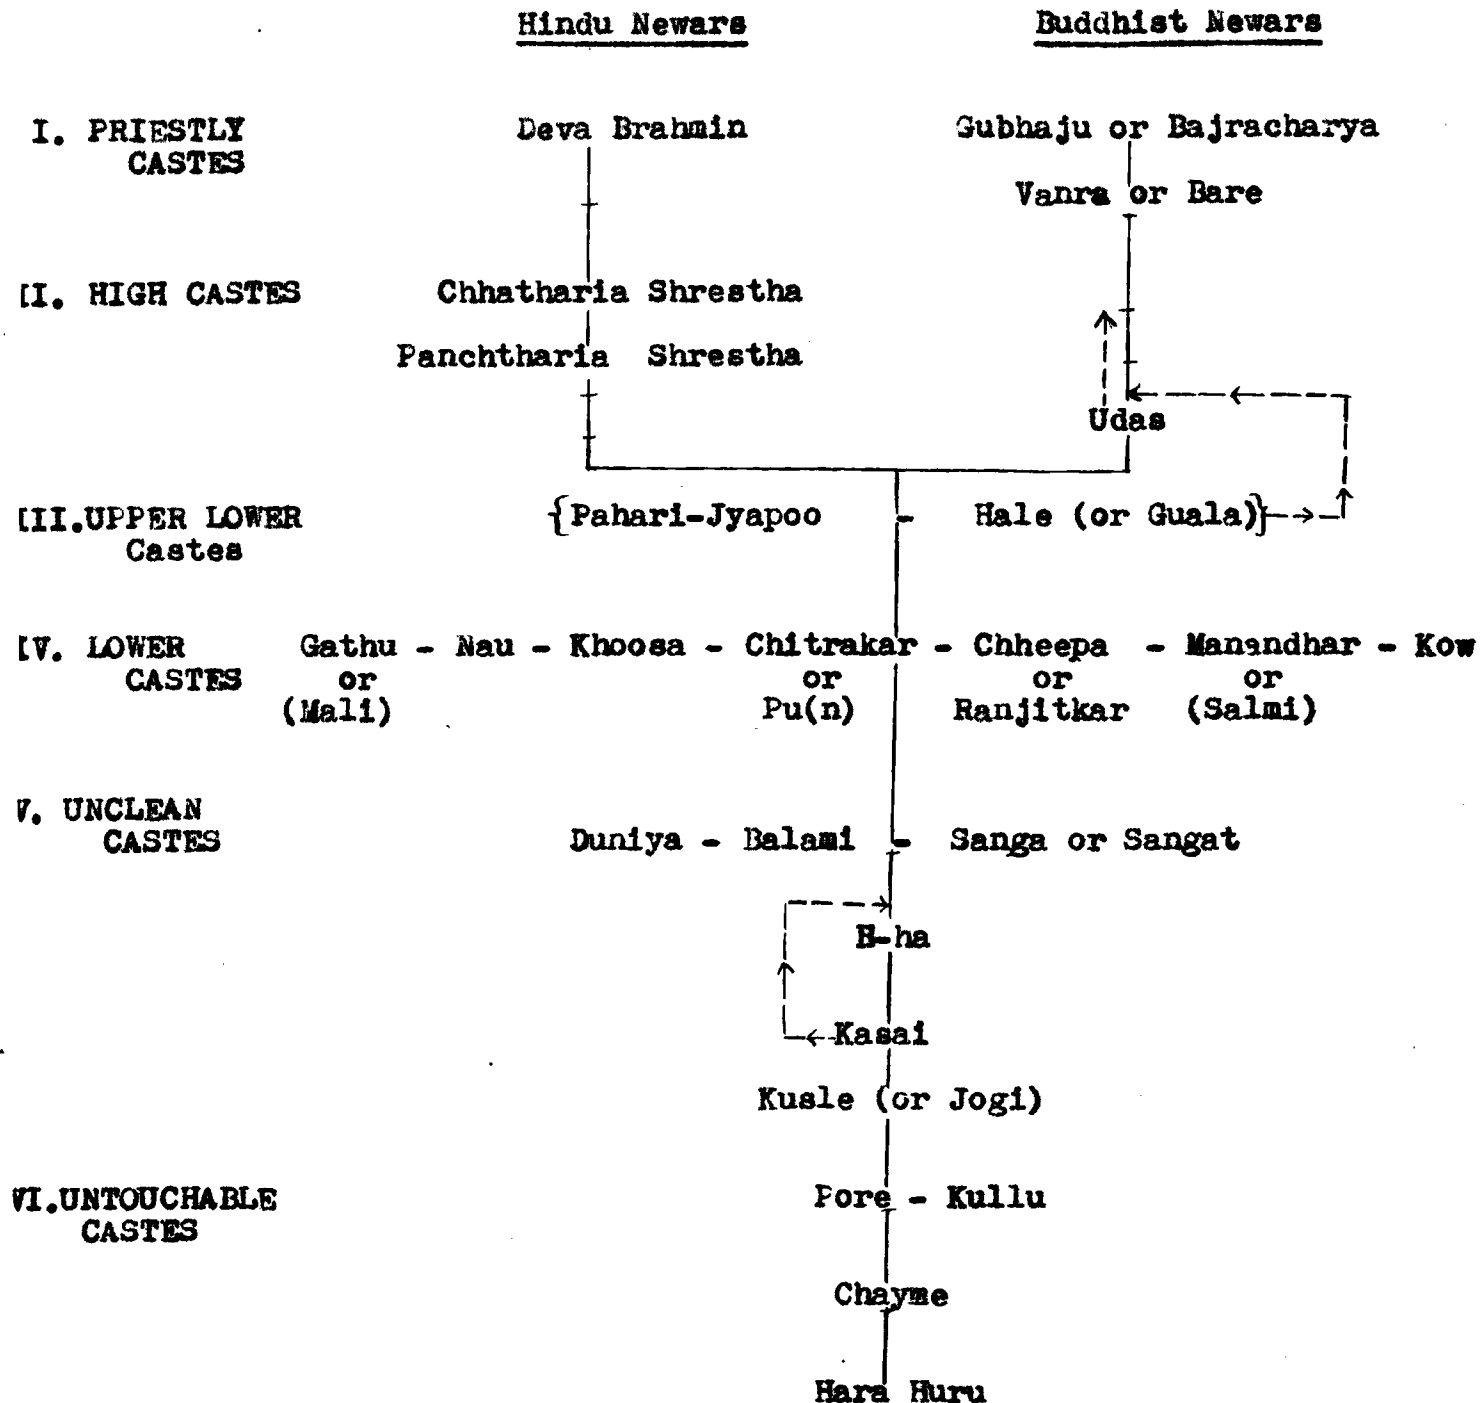 Hindu Newars Buddhist Newars
I. PRIESTLY Deva Brahmin Gubhaju or Bajracharya
CASTES
Vanra or Bare
II. HIGH CASTES Chhatharia Shrestha
Panchtharia Shrestha
Udas
III.UPPER LOWER {Pahari-Jyapoo - Hale (or Guala)}
Castes
IV. LOWER Gathu - Nau - Khoosa - Chitrakar - Chheepa - Manandhar - Kow
CASTES or or or or
(Mali) Pu(n) Ranjitkar (Salmi)
V. UNCLEAN
CASTES Duniya - Balami - Sanga or Sangat
H-ha
Kasai
Kusle (or Jogi)
VI.UNTOUCHABLE Pore - Kullu
CASTES
Chayme
Hara Huru